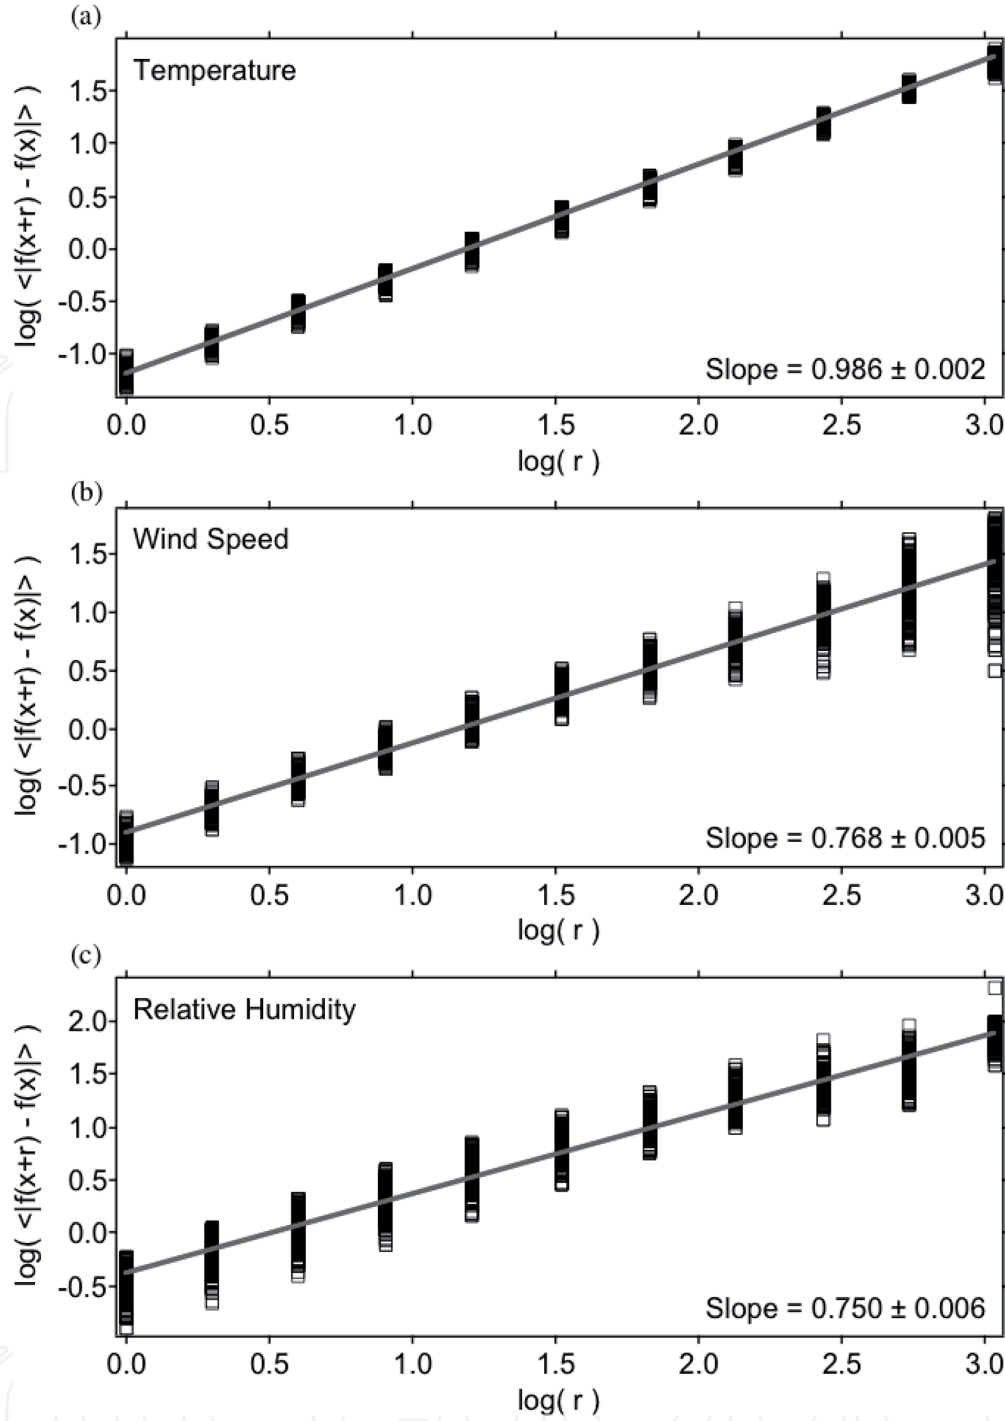 (a)
Temperature
log( <|f(x+r) - f(x)|> )
1.5
1.0
0.5
0.0
-0.5
-1.0
Slope = 0.986 ± 0.002
0.0 0.5 1.0 1.5 2.0 2.5 3.0
log( r )
(b)
Wind Speed
log( <|f(x+r) - f(x)|> )
1.5
1.0
0.5
0.0
-0.5
-1.0
Slope = 0.768 ± 0.005
0.0 0.5 1.0 1.5 2.0 2.5 3.0
log( r )
(c)
Relative Humidity
log( <|f(x+r) - f(x)|> )
2.0
1.5
1.0
0.5
0.0
-0.5
Slope = 0.750 ± 0.006
0.0 0.5 1.0 1.5 2.0 2.5 3.0
log( r )